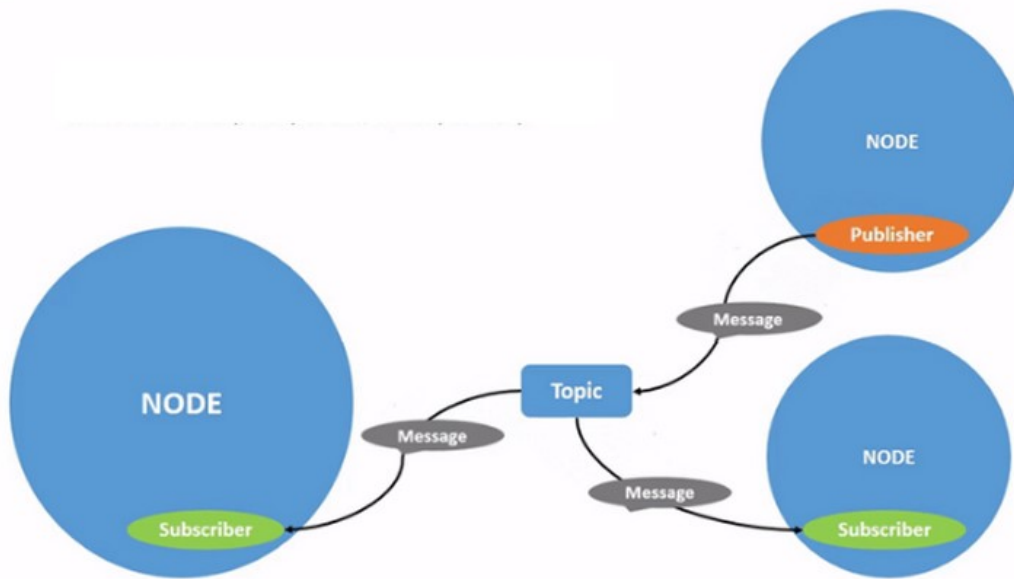 NODE
Publisher
Message
Topic
NODE
Message
NODE
Message
Subscriber
Subscriber